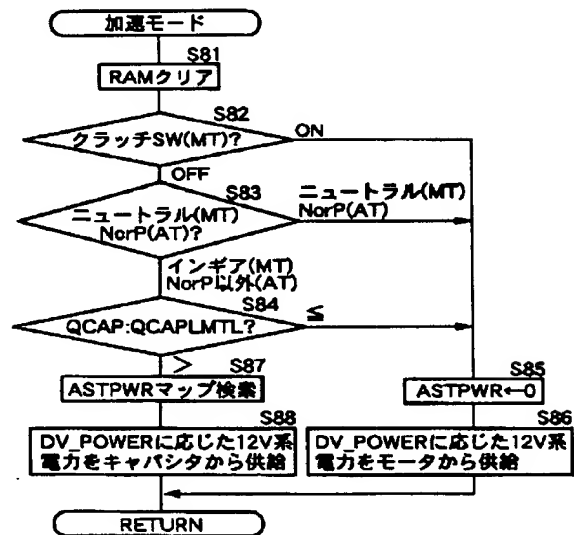 加速モード
S81
RAMクリア
S82
クラッチSW(MT)?
ON
OFF
S83
ニュートラル(MT)
NorP(AT)?
ニュートラル(MT)
NorP(AT)
インギア(MT)
NorP以外(AT)
S84
QCAP:QCAPLMTL?
≦
>
S87
ASTPWRマップ検索
S85
ASTPWR←0
S88
DV_POWERに応じた12V系
電力をキャパシタから供給
S86
DV_POWERに応じた12V系
電力をモータから供給
RETURN